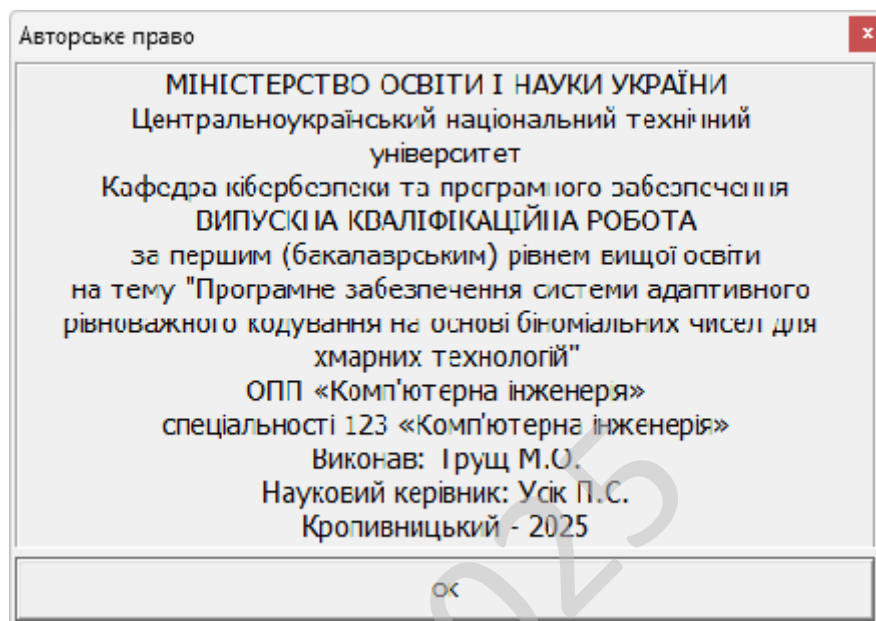 Авторське право
x
МІНІСТЕРСТВО ОСВІТИ І НАУКИ УКРАЇНИ
Центральноукраїнський національний технічний
університет
Кафедра кібербезпеки та програмного забезпечення
ВИПУСКНА КВАЛІФІКАЦІЙНА РОБОТА
за першим (бакалаврським) рівнем вищої освіти
на тему "Програмне забезпечення системи адаптивного
рівноважного кодування на основі біноміальних чисел для
хмарних технологій"
ОПП «Комп'ютерна інженерія»
спеціальності 123 «Комп'ютерна інженерія»
Виконав: Грущ М.О.
Науковий керівник: Усік П.С.
Кропивницький - 2025
ОК
025